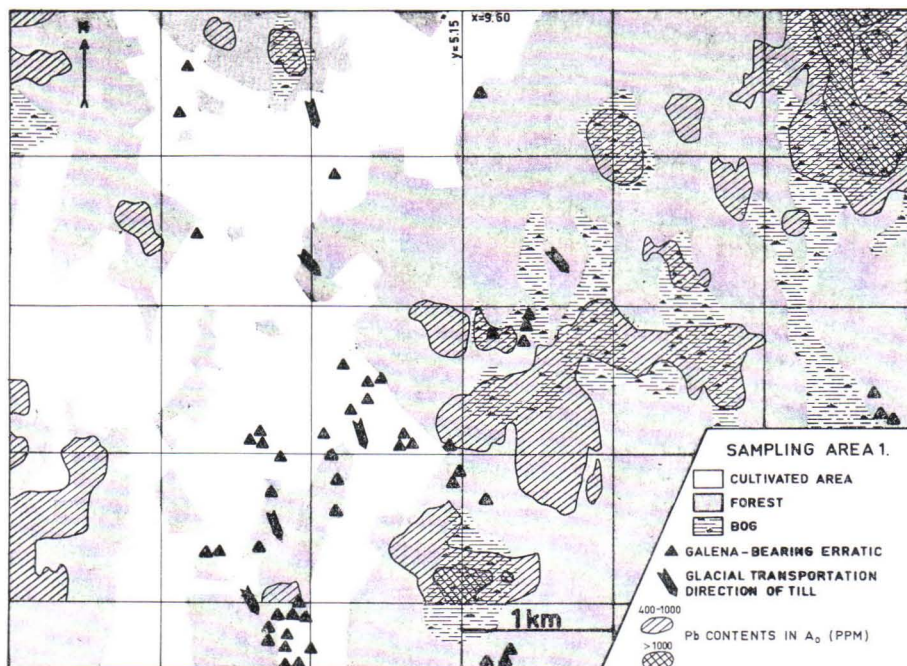 N
y= 5.15
x=9.50
SAMPLING AREA 1.
CULTIVATED AREA
FOREST
BOG
GALENA-BEARING ERRATIC
GLACIAL TRANSPORTATION
DIRECTION OF TILL
400-1000
Pb CONTENTS IN A₀ (PPM)
>1000
1km